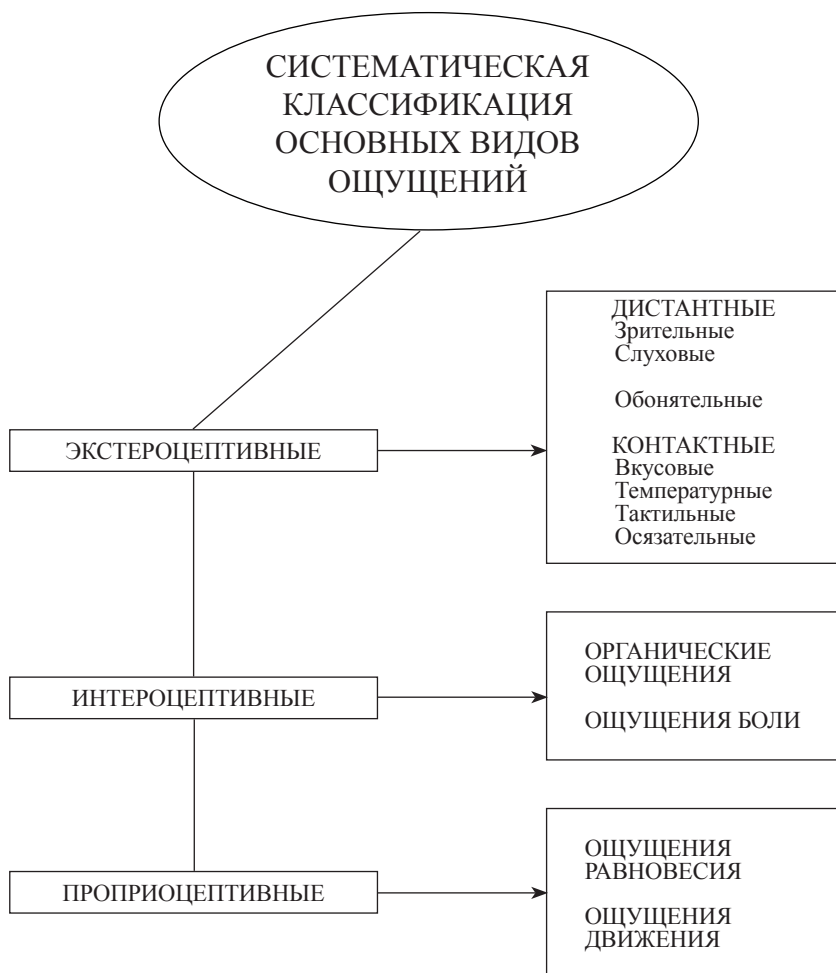 СИСТЕМАТИЧЕСКАЯ
КЛАССИФИКАЦИЯ
ОСНОВНЫХ ВИДОВ
ОЩУЩЕНИЙ
ЭКСТЕРОЦЕПТИВНЫЕ
ДИСТАНТНЫЕ
Зрительные
Слуховые
Обонятельные
КОНТАКТНЫЕ
Вкусовые
Температурные
Тактильные
Осязательные
ИНТЕРОЦЕПТИВНЫЕ
ОРГАНИЧЕСКИЕ
ОЩУЩЕНИЯ
ОЩУЩЕНИЯ БОЛИ
ПРОПРИОЦЕПТИВНЫЕ
ОЩУЩЕНИЯ
РАВНОВЕСИЯ
ОЩУЩЕНИЯ
ДВИЖЕНИЯ